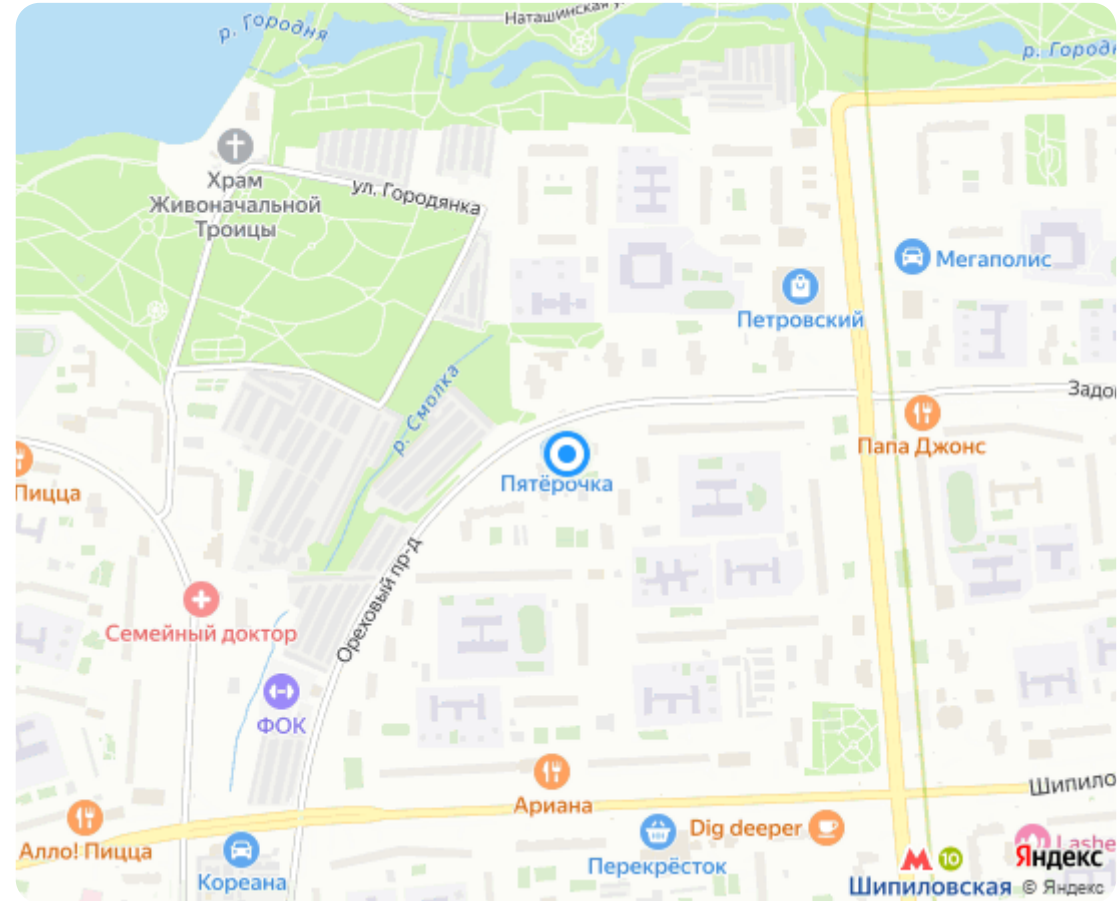 р. Городня
Наташинская у
р. Городн
Храм
Живоначальной
Троицы
ул. Городянка
Мегаполис
Петровский
р. Смолка
Задо
Папа Джонс
Пицца
Пятёрочка
Ореховый пр-д
Семейный доктор
ФОК
Ариана
Шипило
Алло! Пицца
Кореана
Перекрёсток
Dig deeper
Lashe
Яндекс
10
Шипиловская
© Яндекс